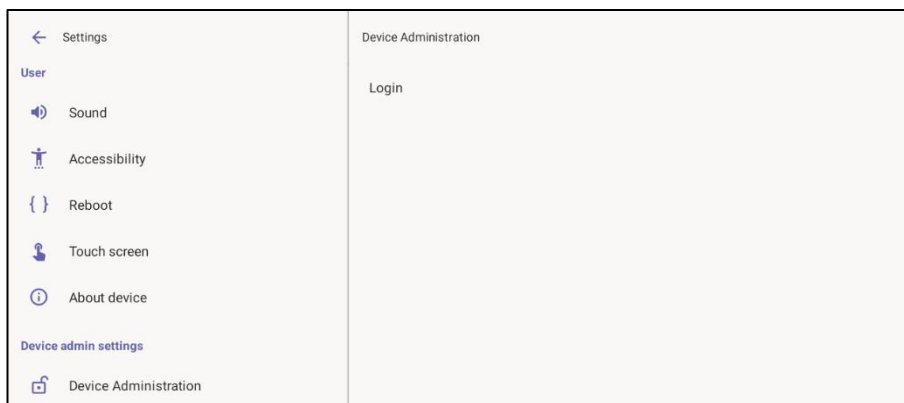 Settings
User
Sound
Accessibility
Reboot
Touch screen
About device
Device admin settings
Device Administration
Device Administration
Login